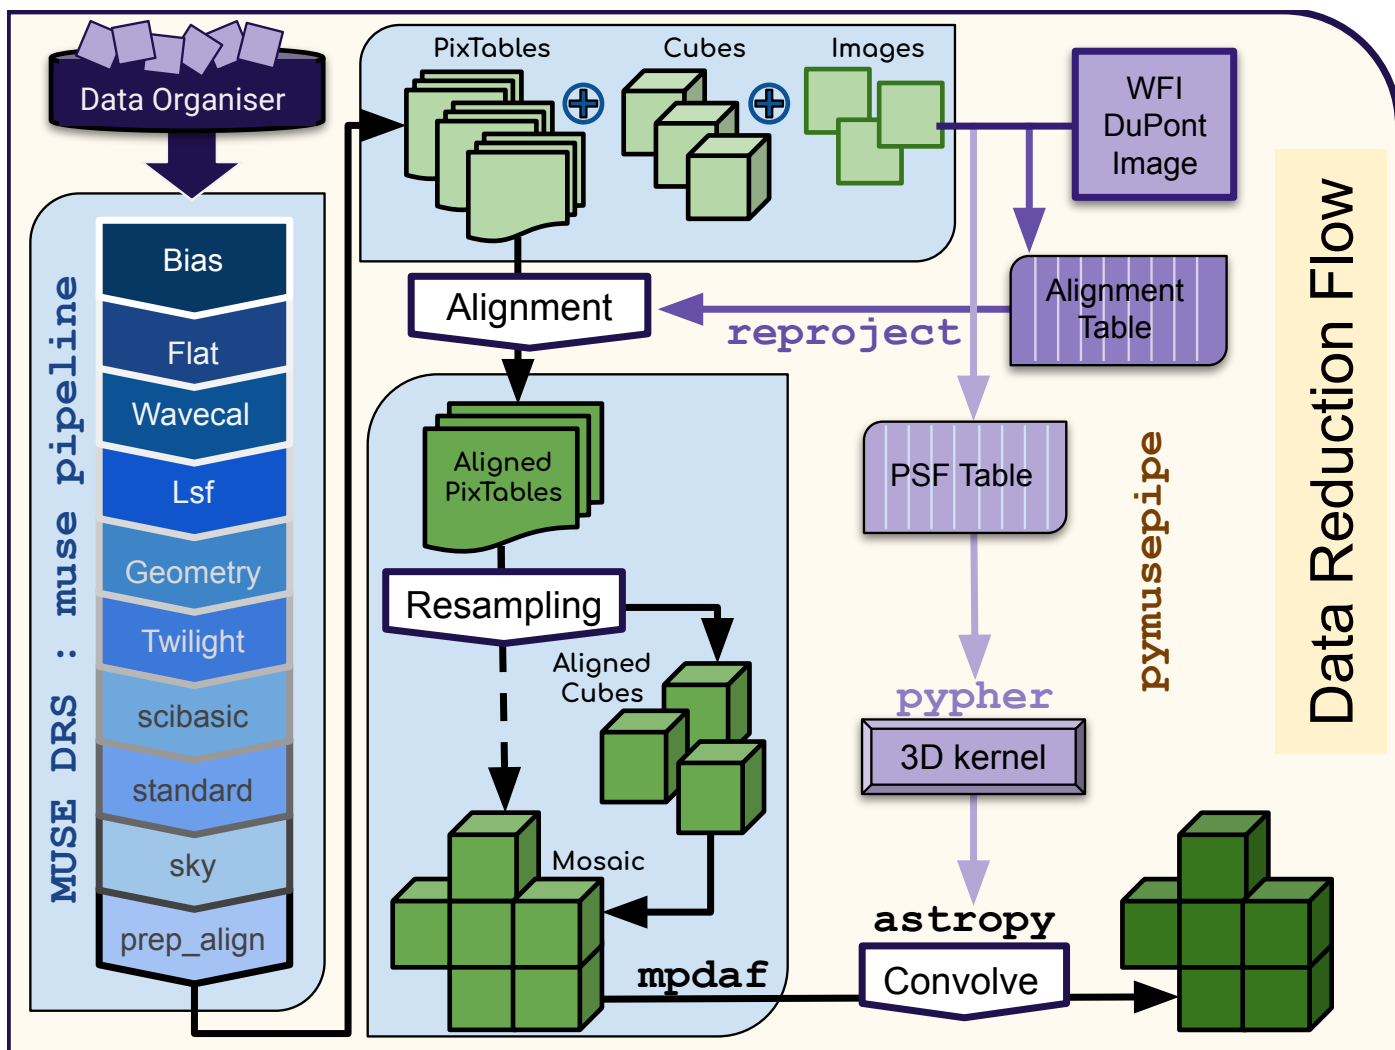 Data Organiser
MUSE DRS : muse pipeline
Bias
Flat
Wavecal
Lsf
Geometry
Twilight
scibasic
standard
sky
prep_align
PixTables
Cubes
Images
WFI
DuPont
Image
Alignment
reproject
Alignment
Table
Aligned
PixTables
PSF Table
Resampling
Aligned
Cubes
pypher
3D kernel
Mosaic
astropy
mpdaf
Convolve
pymusepipe
Data Reduction Flow